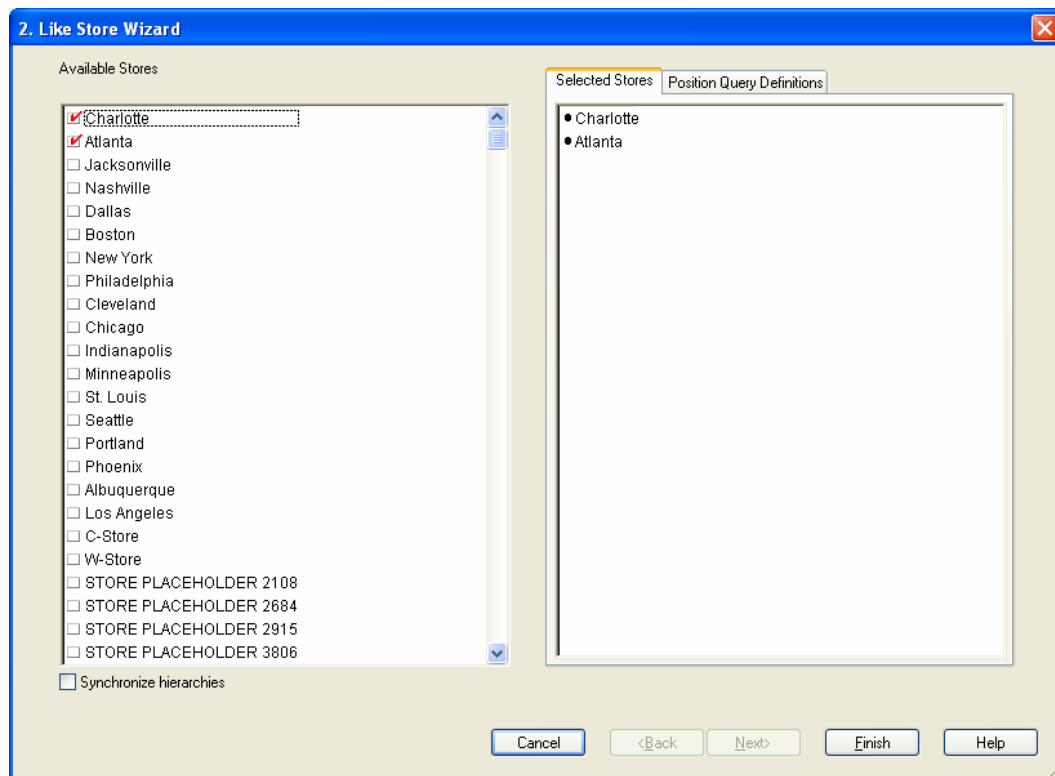 2. Like Store Wizard
Available Stores
Charlotte
Atlanta
Jacksonville
Nashville
Dallas
Boston
New York
Philadelphia
Cleveland
Chicago
Indianapolis
Minneapolis
St. Louis
Seattle
Portland
Phoenix
Albuquerque
Los Angeles
C-Store
W-Store
STORE PLACEHOLDER 2108
STORE PLACEHOLDER 2684
STORE PLACEHOLDER 2915
STORE PLACEHOLDER 3806
Synchronize hierarchies
Selected Stores Position Query Definitions
• Charlotte
• Atlanta
Cancel <Back Next> Finish Help